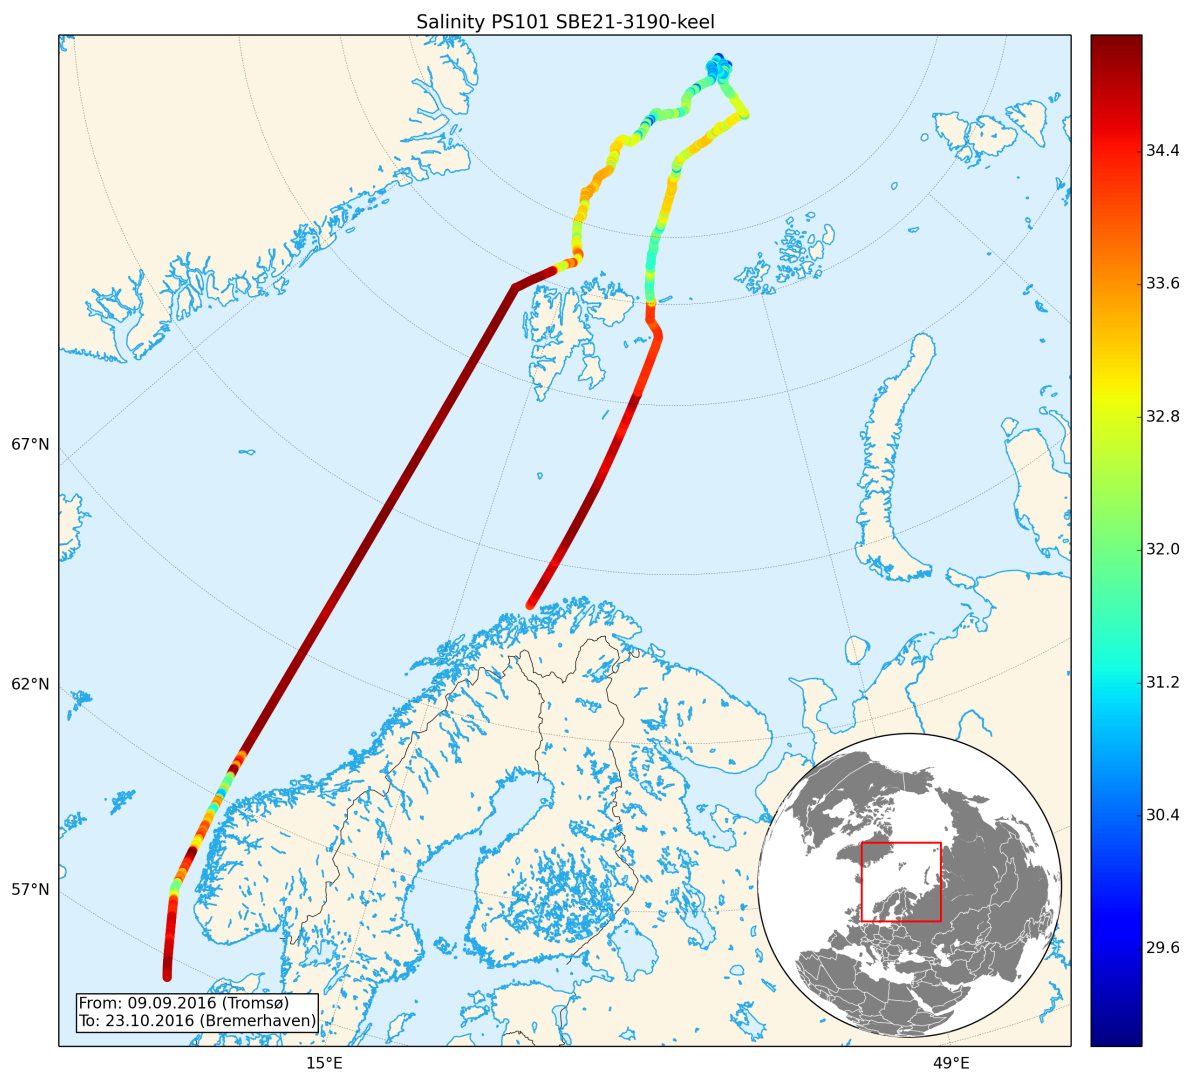 Salinity PS101 SBE21-3190-keel
34.4
33.6
32.8
32.0
31.2
30.4
29.6
67°N
62°N
57°N
15°E
49°E
From: 09.09.2016 (Tromsø)
To: 23.10.2016 (Bremerhaven)